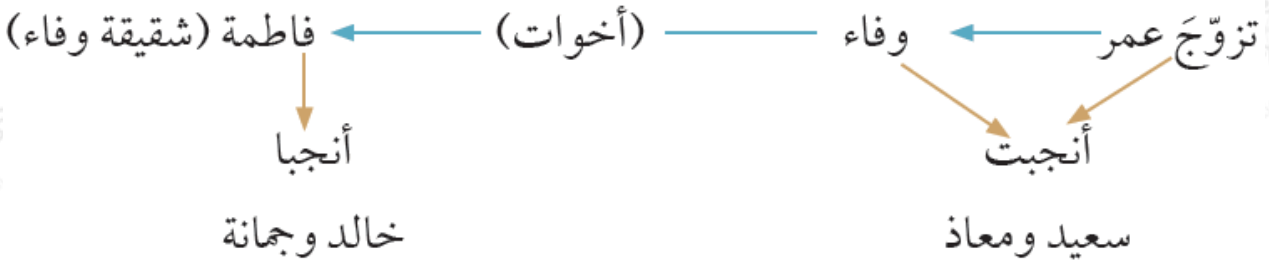 تزوّجَ عمر وفاء (أخوات) فاطمة (شقيقة وفاء)
أنجبت أنجبا
سعيد ومعاذ خالد وجمانة